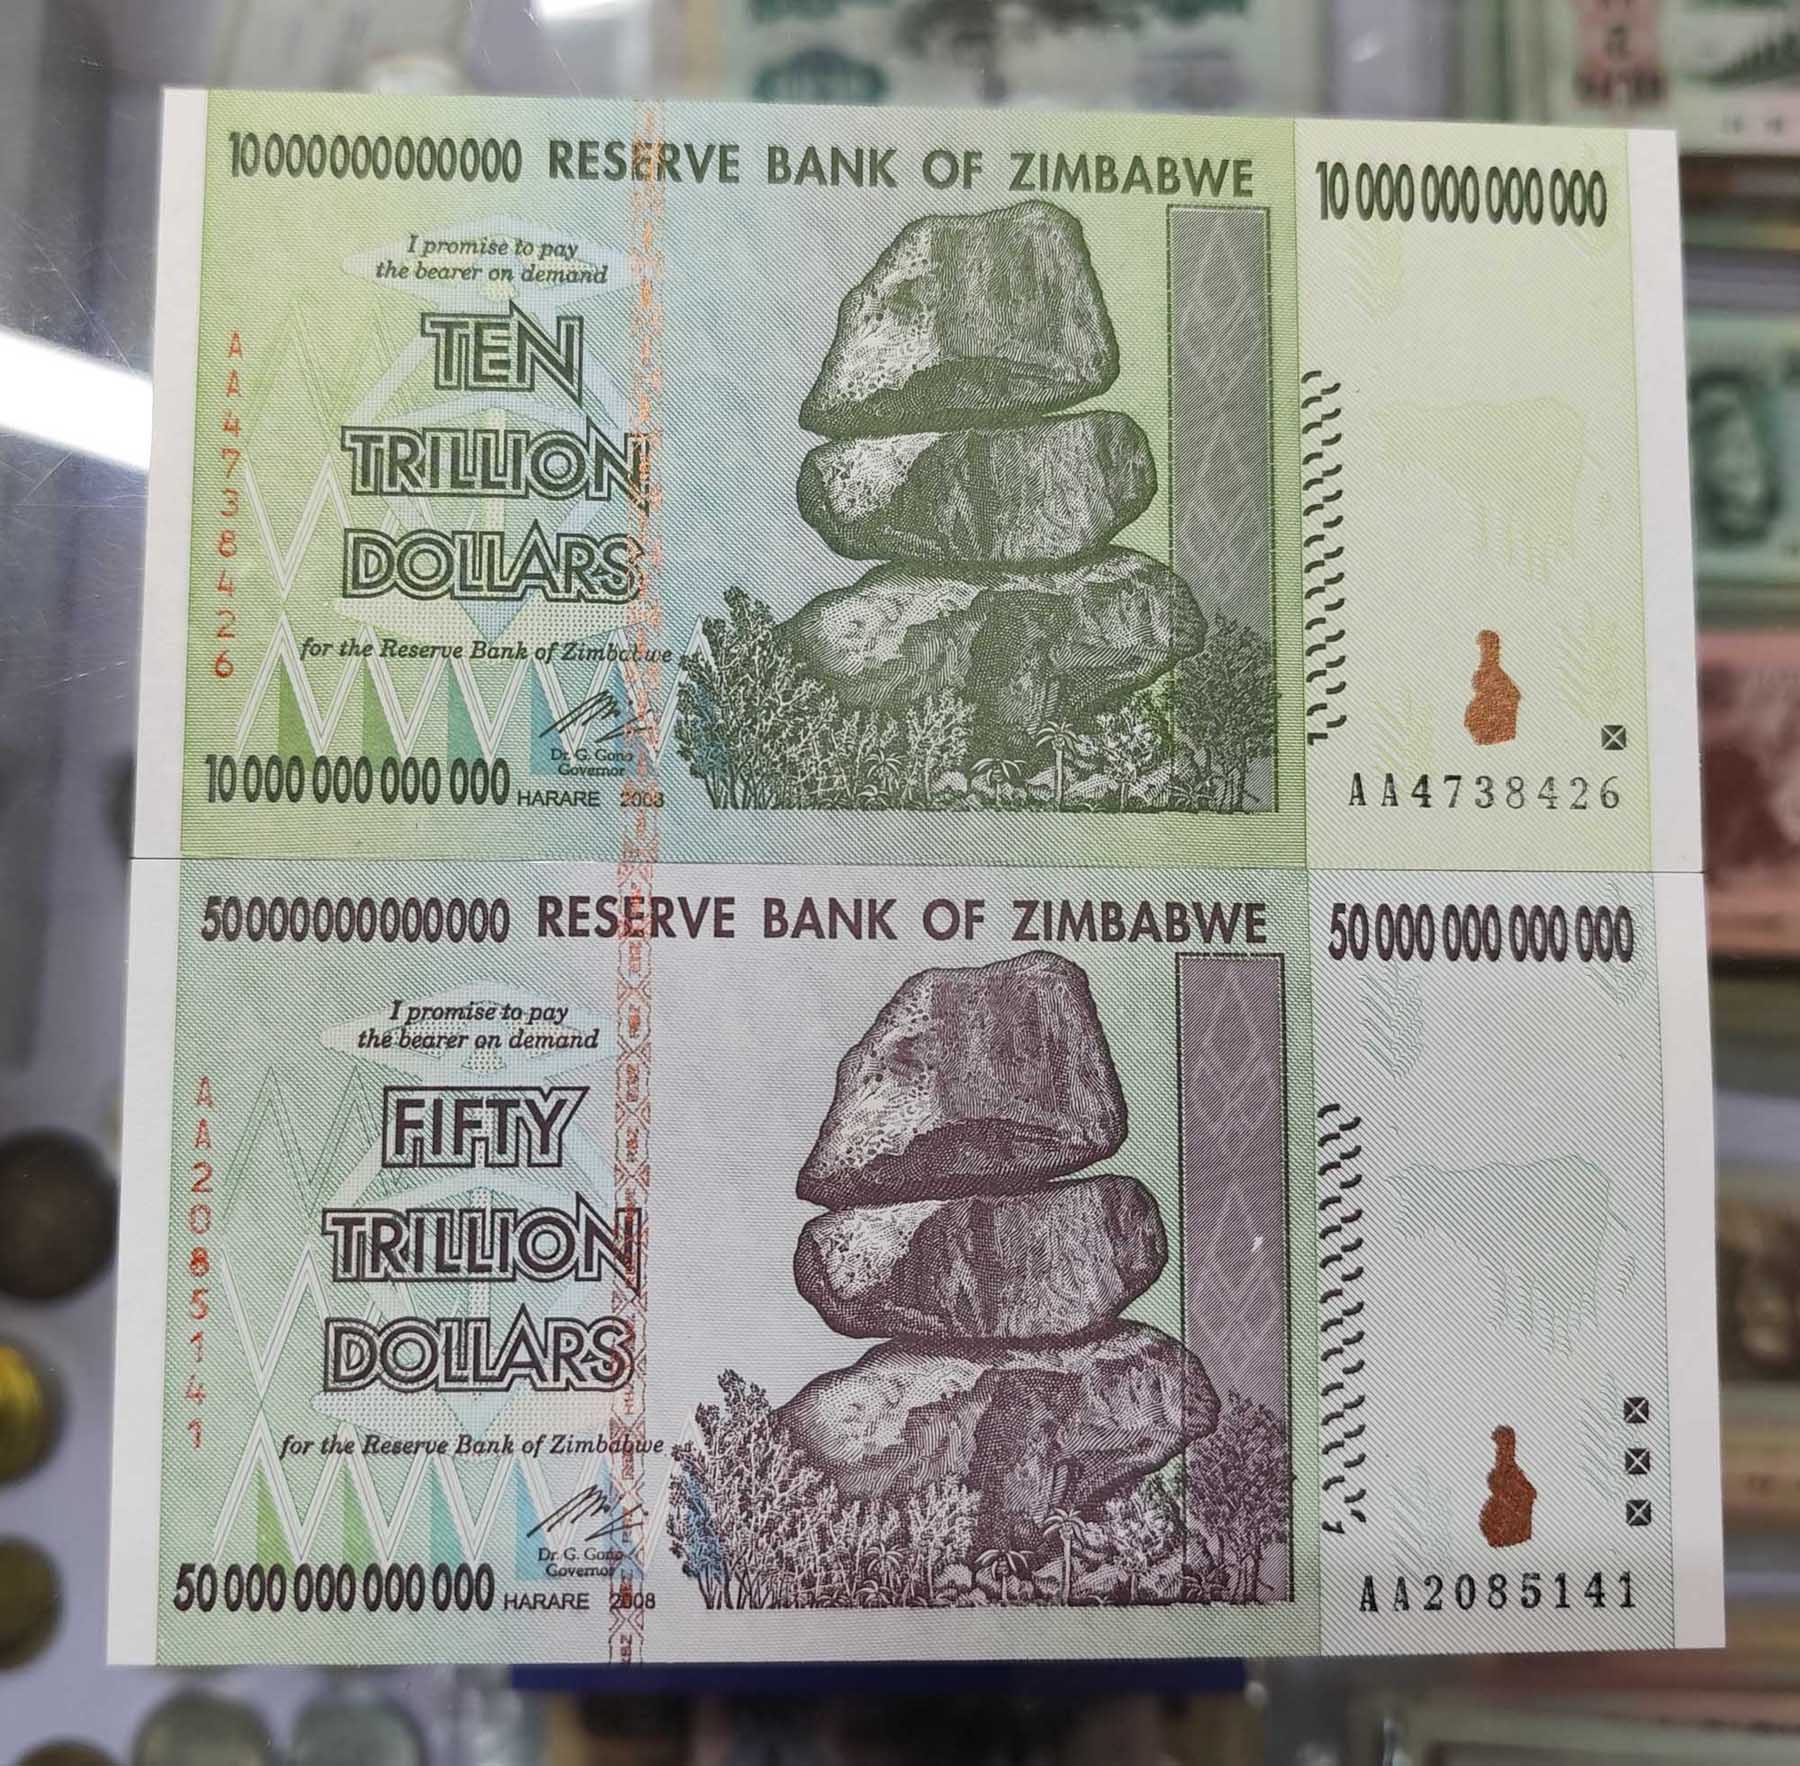 10000000000000 RESERVE BANK OF ZIMBABWE 10 000 000 000 000
I promise to pay
the bearer on demand
TEN
TRILLION
DOLLARS
AA4738426
for the Reserve Bank of Zimbabwe
Dr. G. Gono
Governor
10 000 000 000 000 HARARE 2008
AA4738426
50000000000000 RESERVE BANK OF ZIMBABWE 50 000 000 000 000
I promise to pay
the bearer on demand
FIFTY
TRILLION
DOLLARS
AA2085141
for the Reserve Bank of Zimbabwe
Dr. G. Gono
Governor
50 000 000 000 000 HARARE 2008
AA2085141